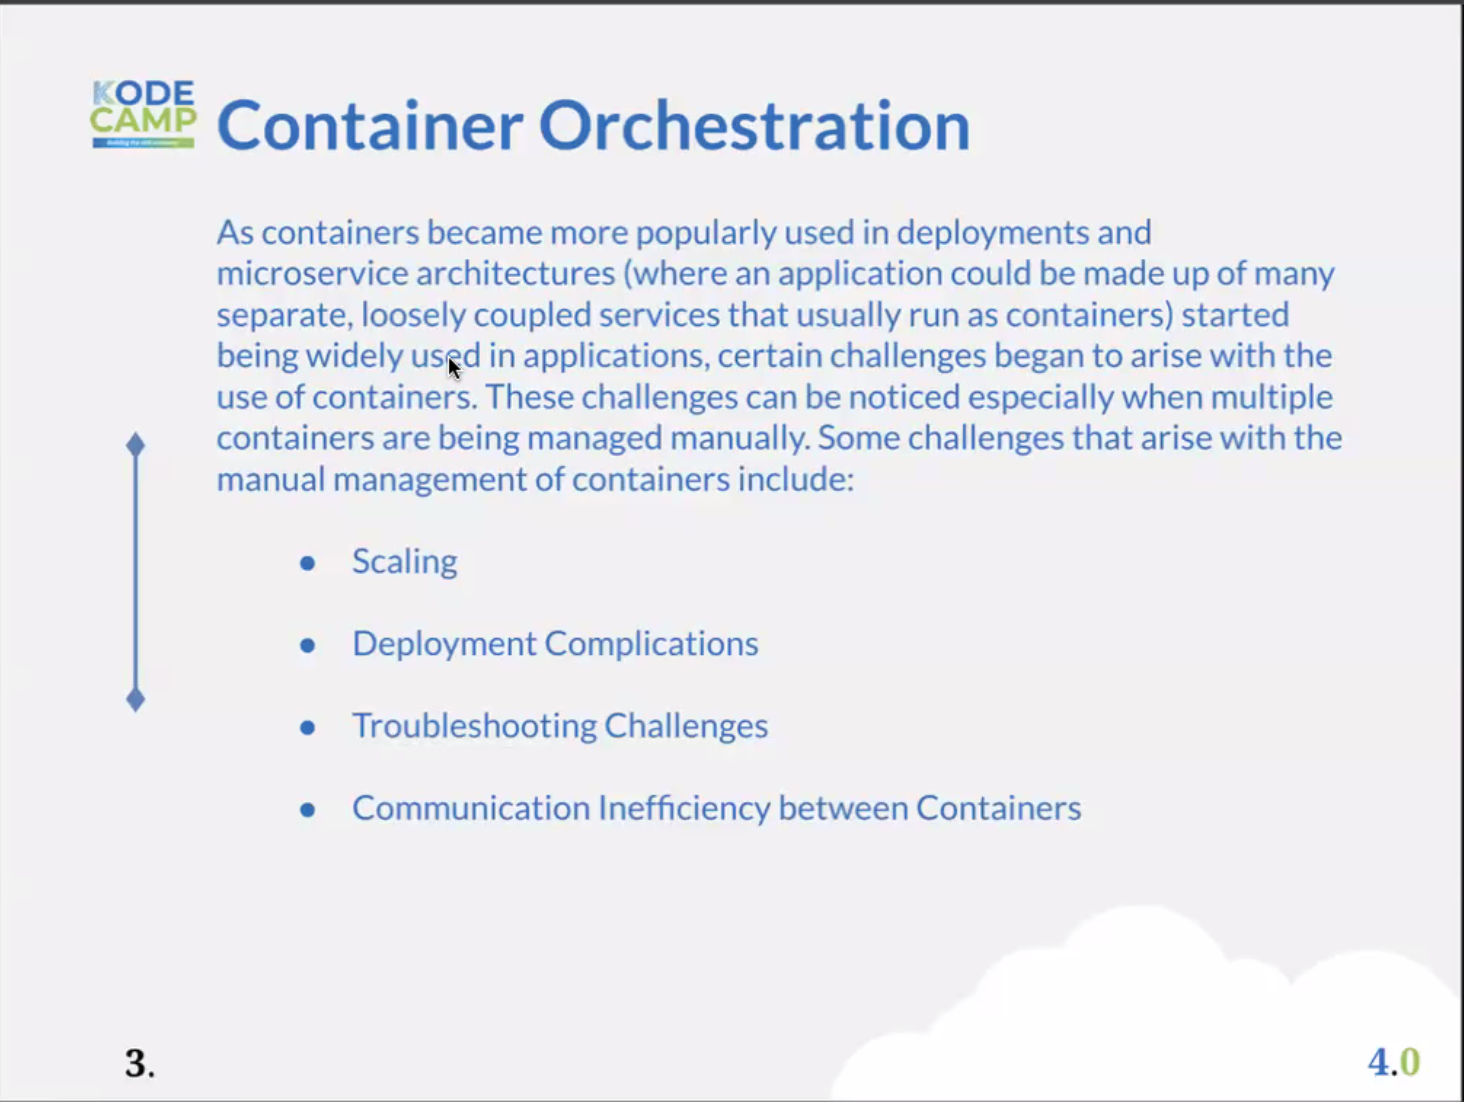 KODE
CAMP
Container Orchestration
As containers became more popularly used in deployments and
microservice architectures (where an application could be made up of many
separate, loosely coupled services that usually run as containers) started
being widely used in applications, certain challenges began to arise with the
use of containers. These challenges can be noticed especially when multiple
containers are being managed manually. Some challenges that arise with the
manual management of containers include:
● Scaling
● Deployment Complications
● Troubleshooting Challenges
● Communication Inefficiency between Containers
3.
4.0